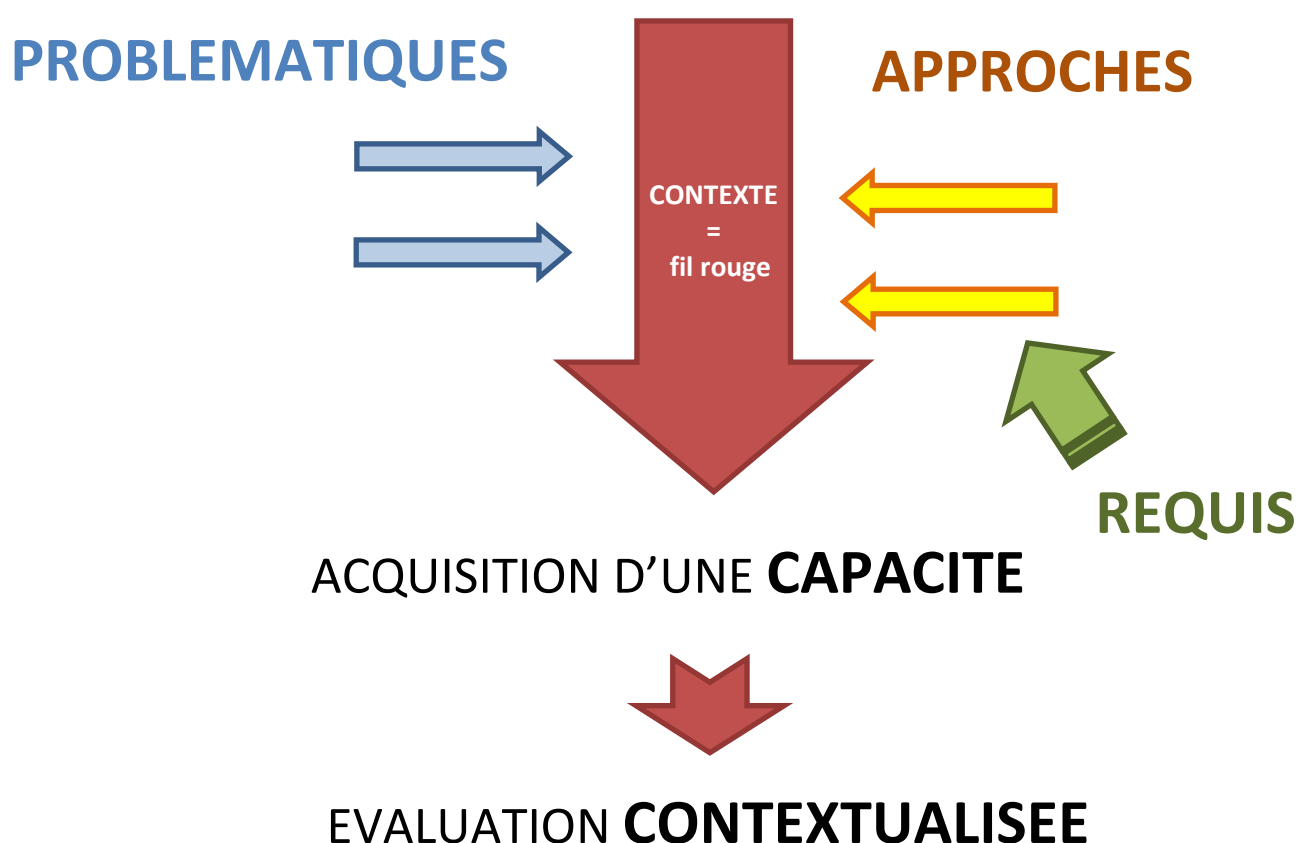 PROBLEMATIQUES
APPROCHES
CONTEXTE
=
fil rouge
REQUIS
ACQUISITION D’UNE CAPACITE
EVALUATION CONTEXTUALISEE